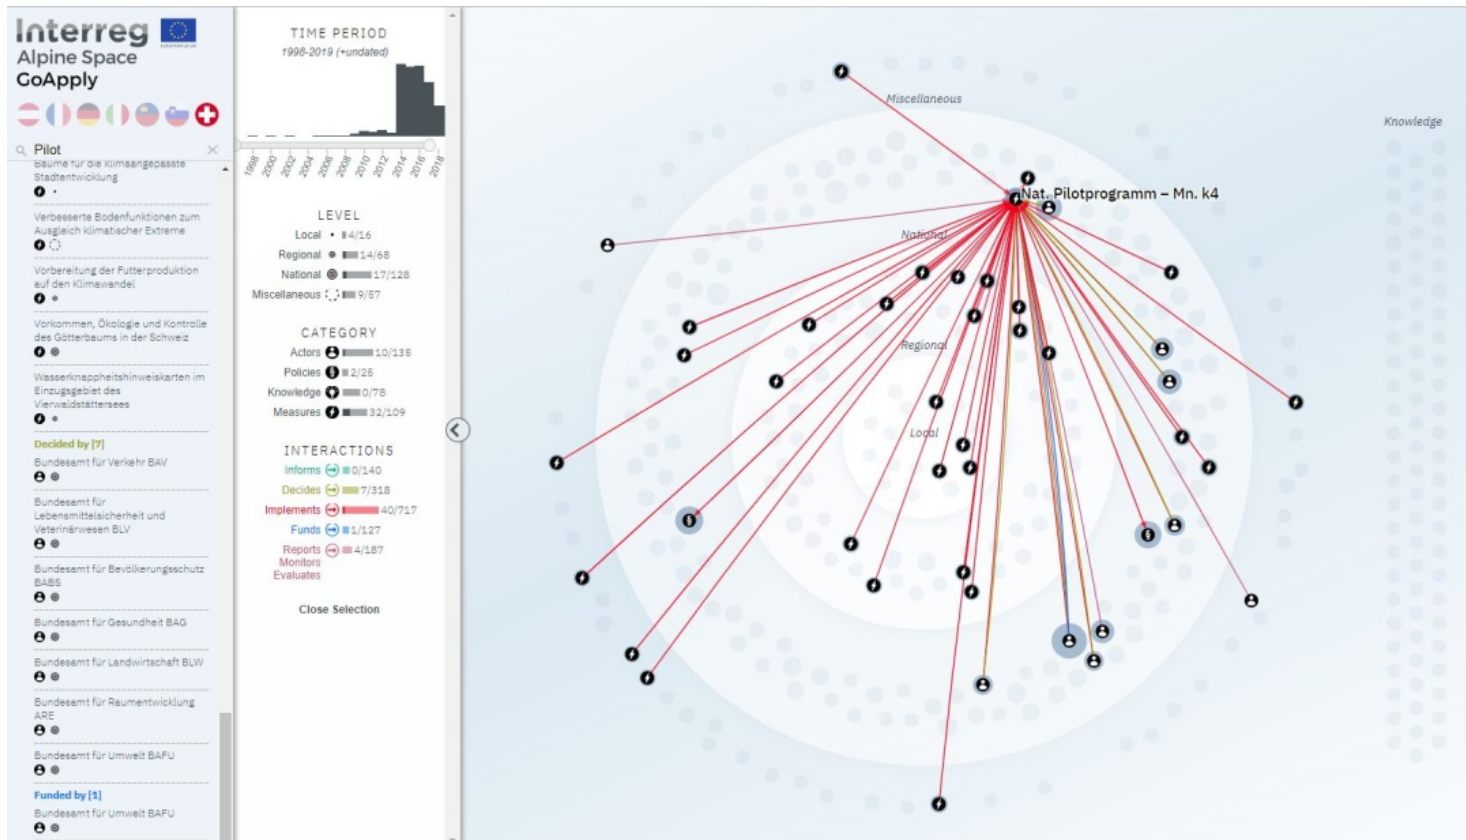 Interreg
Alpine Space
GoApply
Pilot
Bäume für die klimaangepasste
Stadtentwicklung
Verbesserte Bodenfunktionen zum
Ausgleich klimatischer Extreme
Vorbereitung der Futterproduktion
auf den Klimawandel
Vorkommen, Ökologie und Kontrolle
des Götterbaums in der Schweiz
Wasserknappheitshinweiskarten im
Einzugsgebiet des
Vierwaldstättersees
Decided by [7]
Bundesamt für Verkehr BAV
Bundesamt für
Lebensmittelsicherheit und
Veterinärwesen BLV
Bundesamt für Bevölkerungsschutz
BABS
Bundesamt für Gesundheit BAG
Bundesamt für Landwirtschaft BLW
Bundesamt für Raumentwicklung
ARE
Bundesamt für Umwelt BAFU
Funded by [1]
Bundesamt für Umwelt BAFU
TIME PERIOD
1998-2019 (+undated)
1998 2000 2002 2004 2006 2008 2010 2012 2014 2016 2018
LEVEL
Local 4/16
Regional 14/68
National 17/128
Miscellaneous 9/57
CATEGORY
Actors 10/135
Policies 2/26
Knowledge 0/78
Measures 32/109
INTERACTIONS
Informs 0/140
Decides 7/318
Implements 40/717
Funds 1/127
Reports 4/187
Monitors
Evaluates
Close Selection
Miscellaneous
Knowledge
Nat. Pilotprogramm – Mn. k4
National
Regional
Local